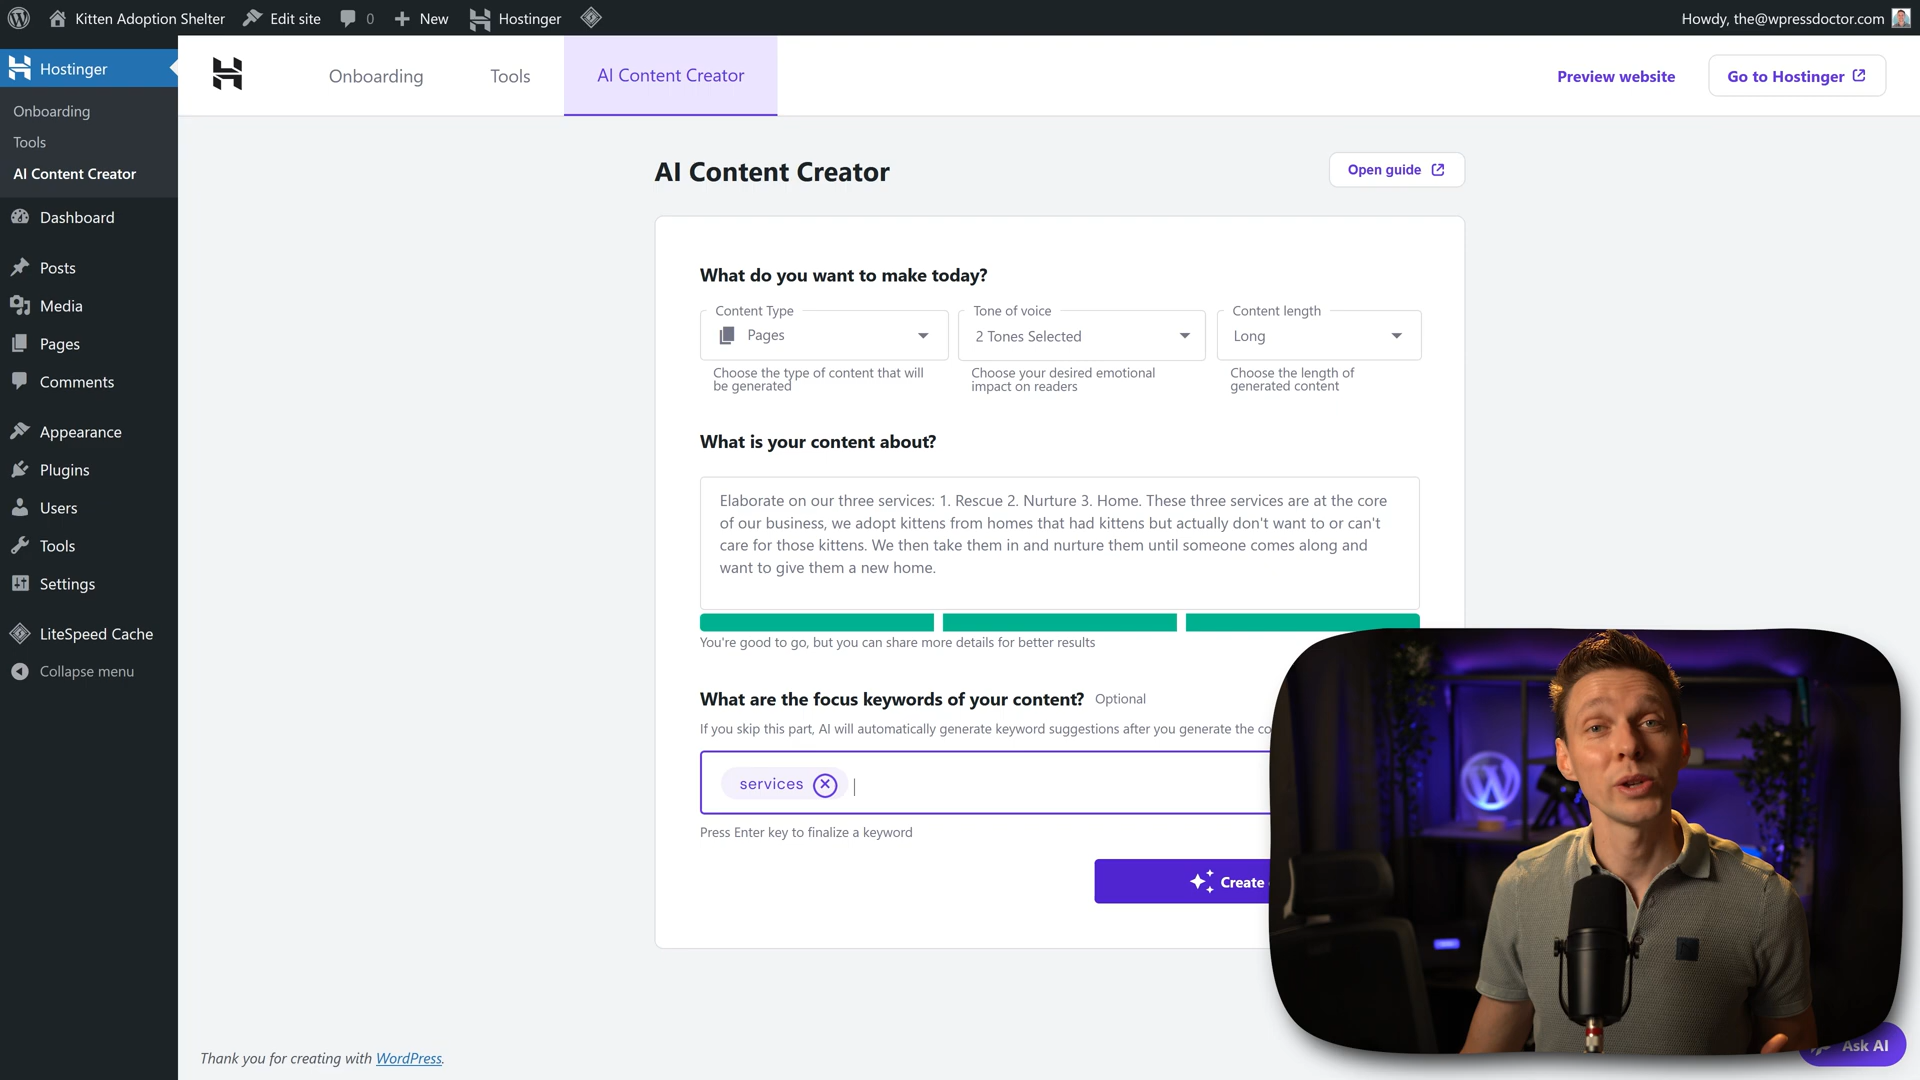 Kitten Adoption Shelter
Edit site
0
New
Hostinger
Howdy, the@wpressdoctor.com
Hostinger
Onboarding
Tools
AI Content Creator
Dashboard
Posts
Media
Pages
Comments
Appearance
Plugins
Users
Tools
Settings
LiteSpeed Cache
Collapse menu
Onboarding
Tools
AI Content Creator
Preview website
Go to Hostinger
AI Content Creator
Open guide
What do you want to make today?
Content Type
Pages
Choose the type of content that will
be generated
Tone of voice
2 Tones Selected
Choose your desired emotional
impact on readers
Content length
Long
Choose the length of
generated content
What is your content about?
Elaborate on our three services: 1. Rescue 2. Nurture 3. Home. These three services are at the core
of our business, we adopt kittens from homes that had kittens but actually don't want to or can't
care for those kittens. We then take them in and nurture them until someone comes along and
want to give them a new home.
You're good to go, but you can share more details for better results
What are the focus keywords of your content? Optional
If you skip this part, AI will automatically generate keyword suggestions after you generate the co
services
Press Enter key to finalize a keyword
Create
Thank you for creating with WordPress.
Ask AI